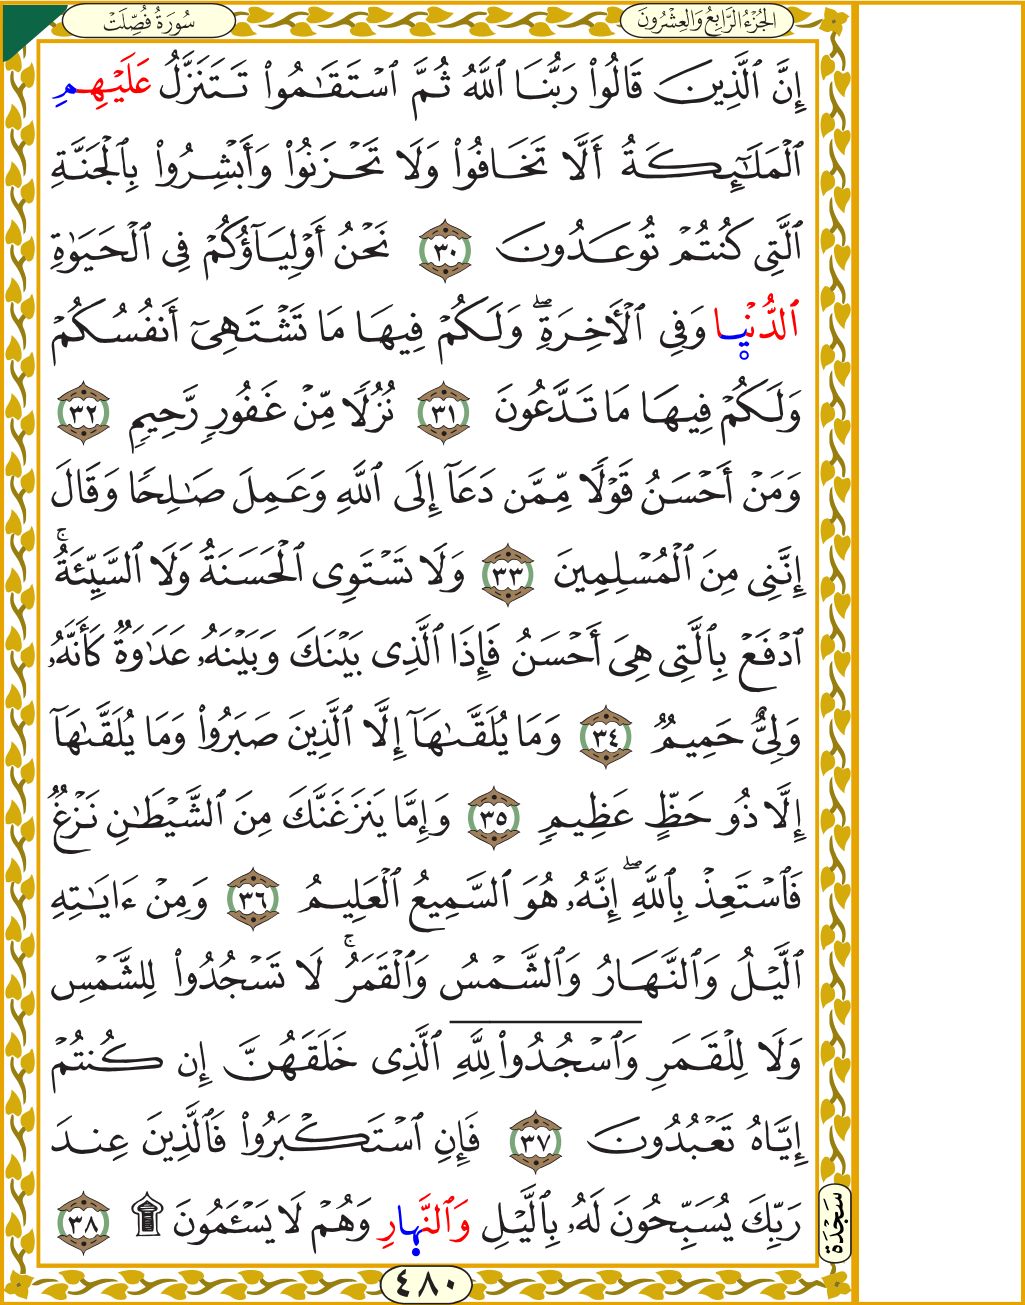 سُورَةُ فُصِّلَتْ
الجُزْءُ الرَّابِعُ وَالعِشْرُونَ
إِنَّ ٱلَّذِينَ قَالُوا۟ رَبُّنَا ٱللَّهُ ثُمَّ ٱسْتَقَـٰمُوا۟ تَتَنَزَّلُ عَلَيْهِمِ
ٱلْمَلَـٰٓئِكَةُ أَلَّا تَخَافُوا۟ وَلَا تَحْزَنُوا۟ وَأَبْشِرُوا۟ بِٱلْجَنَّةِ
ٱلَّتِى كُنتُمْ تُوعَدُونَ ٣٠ نَحْنُ أَوْلِيَآؤُكُمْ فِى ٱلْحَيَوٰةِ
ٱلدُّنْيٜا وَفِى ٱلْأَخِرَةِۖ وَلَكُمْ فِيهَا مَا تَشْتَهِىٓ أَنفُسُكُمْ
وَلَكُمْ فِيهَا مَا تَدَّعُونَ ٣١ نُزُلًا مِّنْ غَفُورٍ رَّحِيمٍ ٣٢
وَمَنْ أَحْسَنُ قَوْلًا مِّمَّن دَعَآ إِلَى ٱللَّهِ وَعَمِلَ صَـٰلِحًا وَقَالَ
إِنَّنِى مِنَ ٱلْمُسْلِمِينَ ٣٣ وَلَا تَسْتَوِى ٱلْحَسَنَةُ وَلَا ٱلسَّيِّئَةُۚ
ٱدْفَعْ بِٱلَّتِى هِىَ أَحْسَنُ فَإِذَا ٱلَّذِى بَيْنَكَ وَبَيْنَهُۥ عَدَٰوَةٌ كَأَنَّهُۥ
وَلِىٌّ حَمِيمٌ ٣٤ وَمَا يُلَقَّىٰهَآ إِلَّا ٱلَّذِينَ صَبَرُوا۟ وَمَا يُلَقَّىٰهَآ
إِلَّا ذُو حَظٍّ عَظِيمٍ ٣٥ وَإِمَّا يَنزَغَنَّكَ مِنَ ٱلشَّيْطَـٰنِ نَزْغٌ
فَٱسْتَعِذْ بِٱللَّهِۖ إِنَّهُۥ هُوَ ٱلسَّمِيعُ ٱلْعَلِيمُ ٣٦ وَمِنْ ءَايَـٰتِهِ
ٱلَّيْلُ وَٱلنَّهَارُ وَٱلشَّمْسُ وَٱلْقَمَرُۚ لَا تَسْجُدُوا۟ لِلشَّمْسِ
وَلَا لِلْقَمَرِ وَٱسْجُدُوا۟ لِلَّهِ ٱلَّذِى خَلَقَهُنَّ إِن كُنتُمْ
إِيَّاهُ تَعْبُدُونَ ٣٧ فَإِنِ ٱسْتَكْبَرُوا۟ فَٱلَّذِينَ عِندَ
رَبِّكَ يُسَبِّحُونَ لَهُۥ بِٱلَّيْلِ وَٱلنَّهٜارِ وَهُمْ لَا يَسْـَٔمُونَ ۩ ٣٨
سَجْدَة
٤٨٠